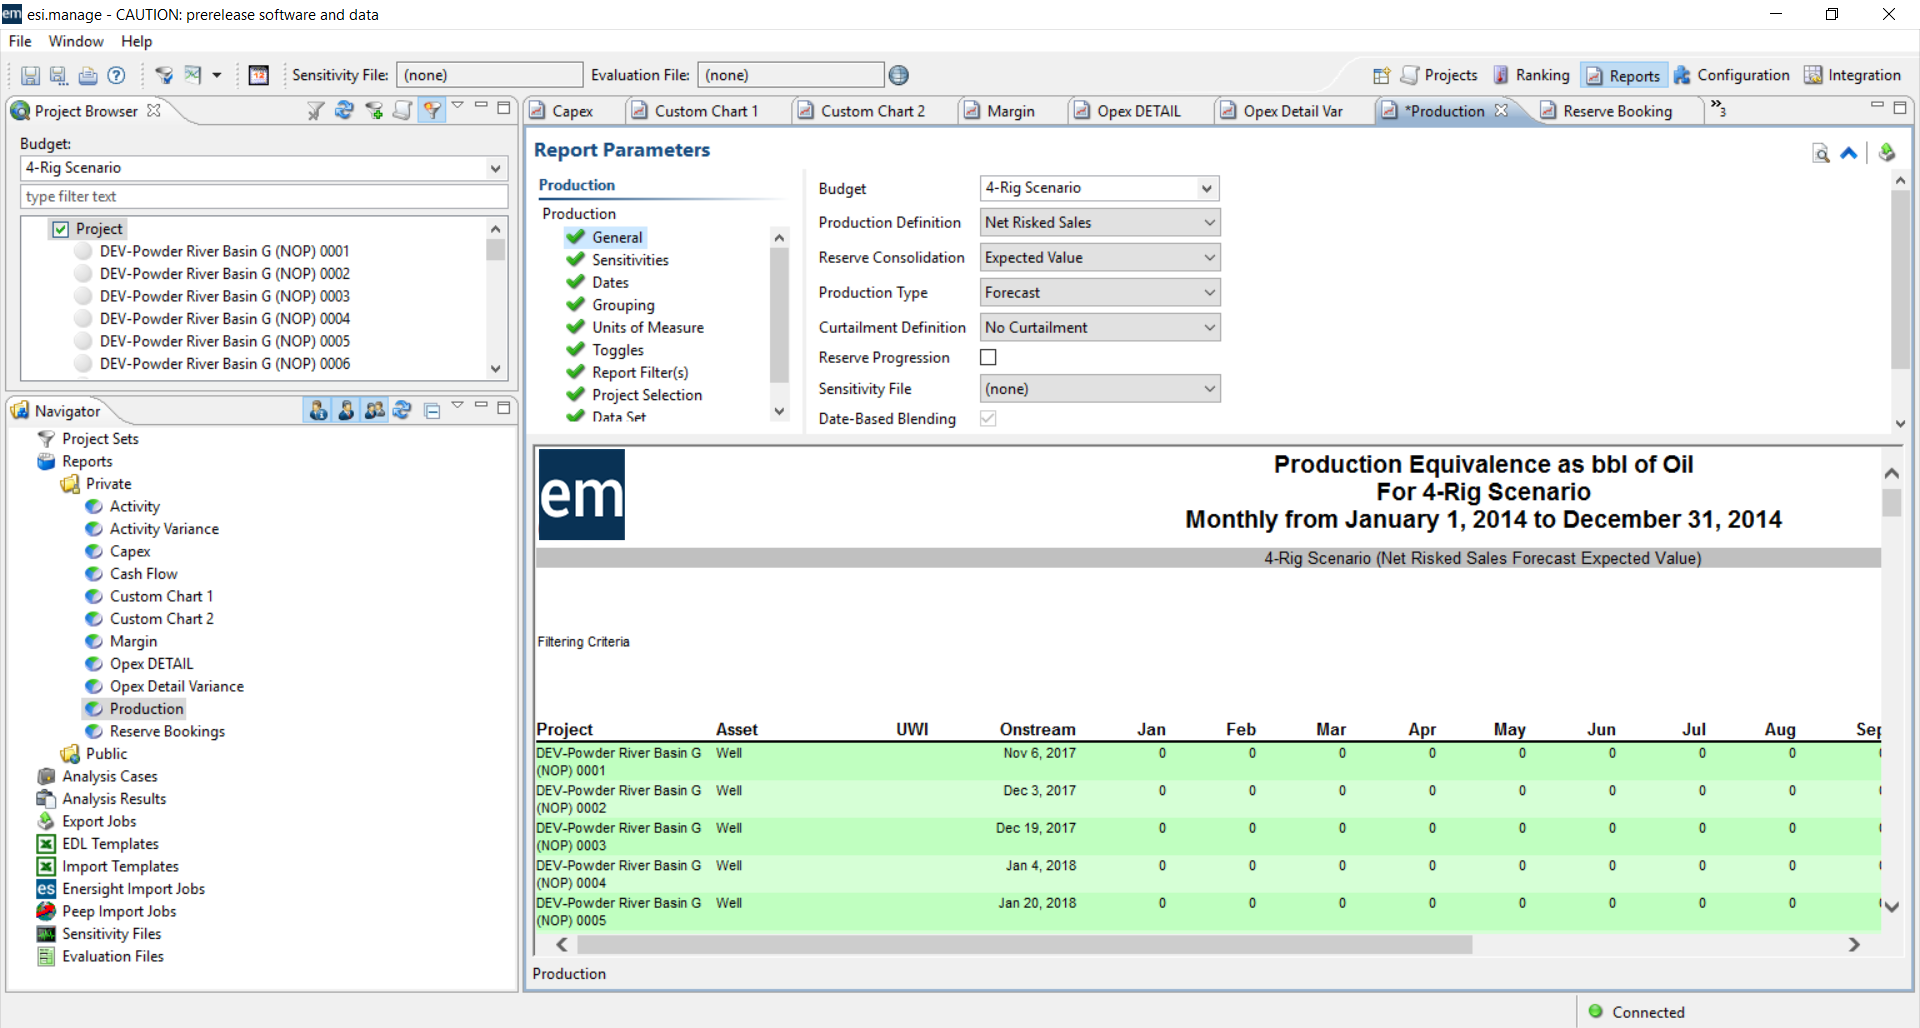 em esi.manage - CAUTION: prerelease software and data
File Window Help
12 Sensitivity File: (none) Evaluation File: (none) Projects Ranking Reports Configuration Integration
Project Browser
Budget:
4-Rig Scenario
type filter text
Project
DEV-Powder River Basin G (NOP) 0001
DEV-Powder River Basin G (NOP) 0002
DEV-Powder River Basin G (NOP) 0003
DEV-Powder River Basin G (NOP) 0004
DEV-Powder River Basin G (NOP) 0005
DEV-Powder River Basin G (NOP) 0006
Navigator
Project Sets
Reports
Private
Activity
Activity Variance
Capex
Cash Flow
Custom Chart 1
Custom Chart 2
Margin
Opex DETAIL
Opex Detail Variance
Production
Reserve Bookings
Public
Analysis Cases
Analysis Results
Export Jobs
EDL Templates
Import Templates
es Enersight Import Jobs
Peep Import Jobs
Sensitivity Files
Evaluation Files
Capex Custom Chart 1 Custom Chart 2 Margin Opex DETAIL Opex Detail Var *Production Reserve Booking »3
Report Parameters
Production
Production
General
Sensitivities
Dates
Grouping
Units of Measure
Toggles
Report Filter(s)
Project Selection
Data Set
Budget 4-Rig Scenario
Production Definition Net Risked Sales
Reserve Consolidation Expected Value
Production Type Forecast
Curtailment Definition No Curtailment
Reserve Progression
Sensitivity File (none)
Date-Based Blending
em
Production Equivalence as bbl of Oil
For 4-Rig Scenario
Monthly from January 1, 2014 to December 31, 2014
4-Rig Scenario (Net Risked Sales Forecast Expected Value)
Filtering Criteria
Project Asset UWI Onstream Jan Feb Mar Apr May Jun Jul Aug Sep
DEV-Powder River Basin G Well Nov 6, 2017 0 0 0 0 0 0 0 0
(NOP) 0001
DEV-Powder River Basin G Well Dec 3, 2017 0 0 0 0 0 0 0 0
(NOP) 0002
DEV-Powder River Basin G Well Dec 19, 2017 0 0 0 0 0 0 0 0
(NOP) 0003
DEV-Powder River Basin G Well Jan 4, 2018 0 0 0 0 0 0 0 0
(NOP) 0004
DEV-Powder River Basin G Well Jan 20, 2018 0 0 0 0 0 0 0 0
(NOP) 0005
Production
Connected